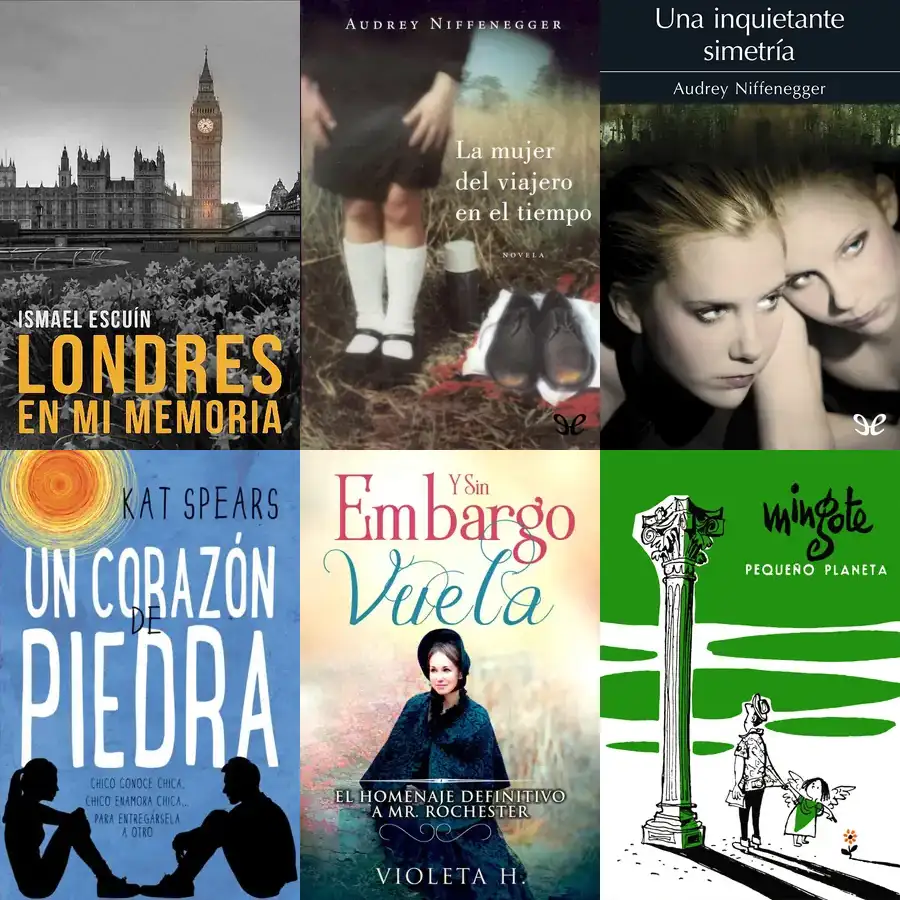 ISMAEL ESCUÍN
LONDRES
EN MI MEMORIA
AUDREY NIFFENEGGER
La mujer
del viajero
en el tiempo
NOVELA
Una inquietante
simetría
Audrey Niffenegger
KAT SPEARS
UN CORAZÓN
DE
PIEDRA
CHICO CONOCE CHICA,
CHICO ENAMORA CHICA...
PARA ENTREGÁRSELA
A OTRO
Y Sin
Embargo
Vuela
EL HOMENAJE DEFINITIVO
A MR. ROCHESTER
VIOLETA H.
mingote
PEQUEÑO PLANETA